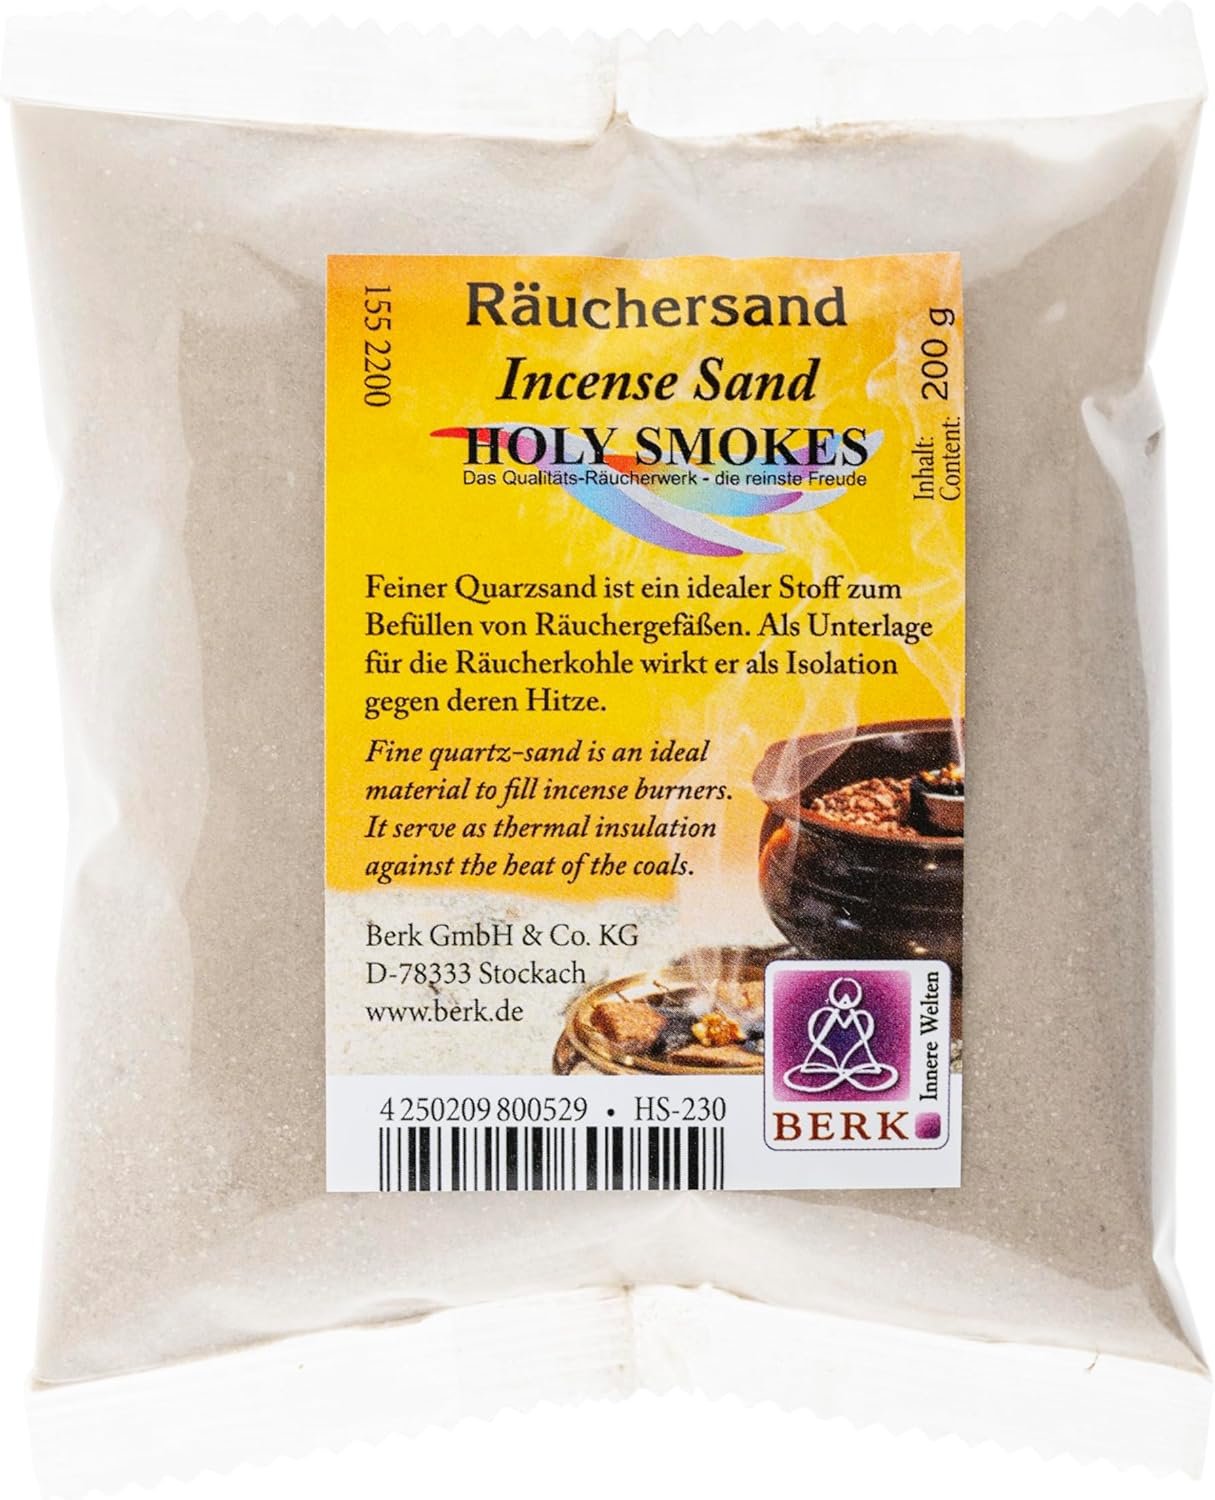 Räuchersand
Incense Sand
HOLY SMOKES
Das Qualitäts-Räucherwerk - die reinste Freude
155 2200
Inhalt:
Content: 200 g
Feiner Quarzsand ist ein idealer Stoff zum
Befüllen von Räuchergefäßen. Als Unterlage
für die Räucherkohle wirkt er als Isolation
gegen deren Hitze.
Fine quartz-sand is an ideal
material to fill incense burners.
It serve as thermal insulation
against the heat of the coals.
Berk GmbH & Co. KG
D-78333 Stockach
www.berk.de
Innere Welten
BERK
4 250209 800529 • HS-230